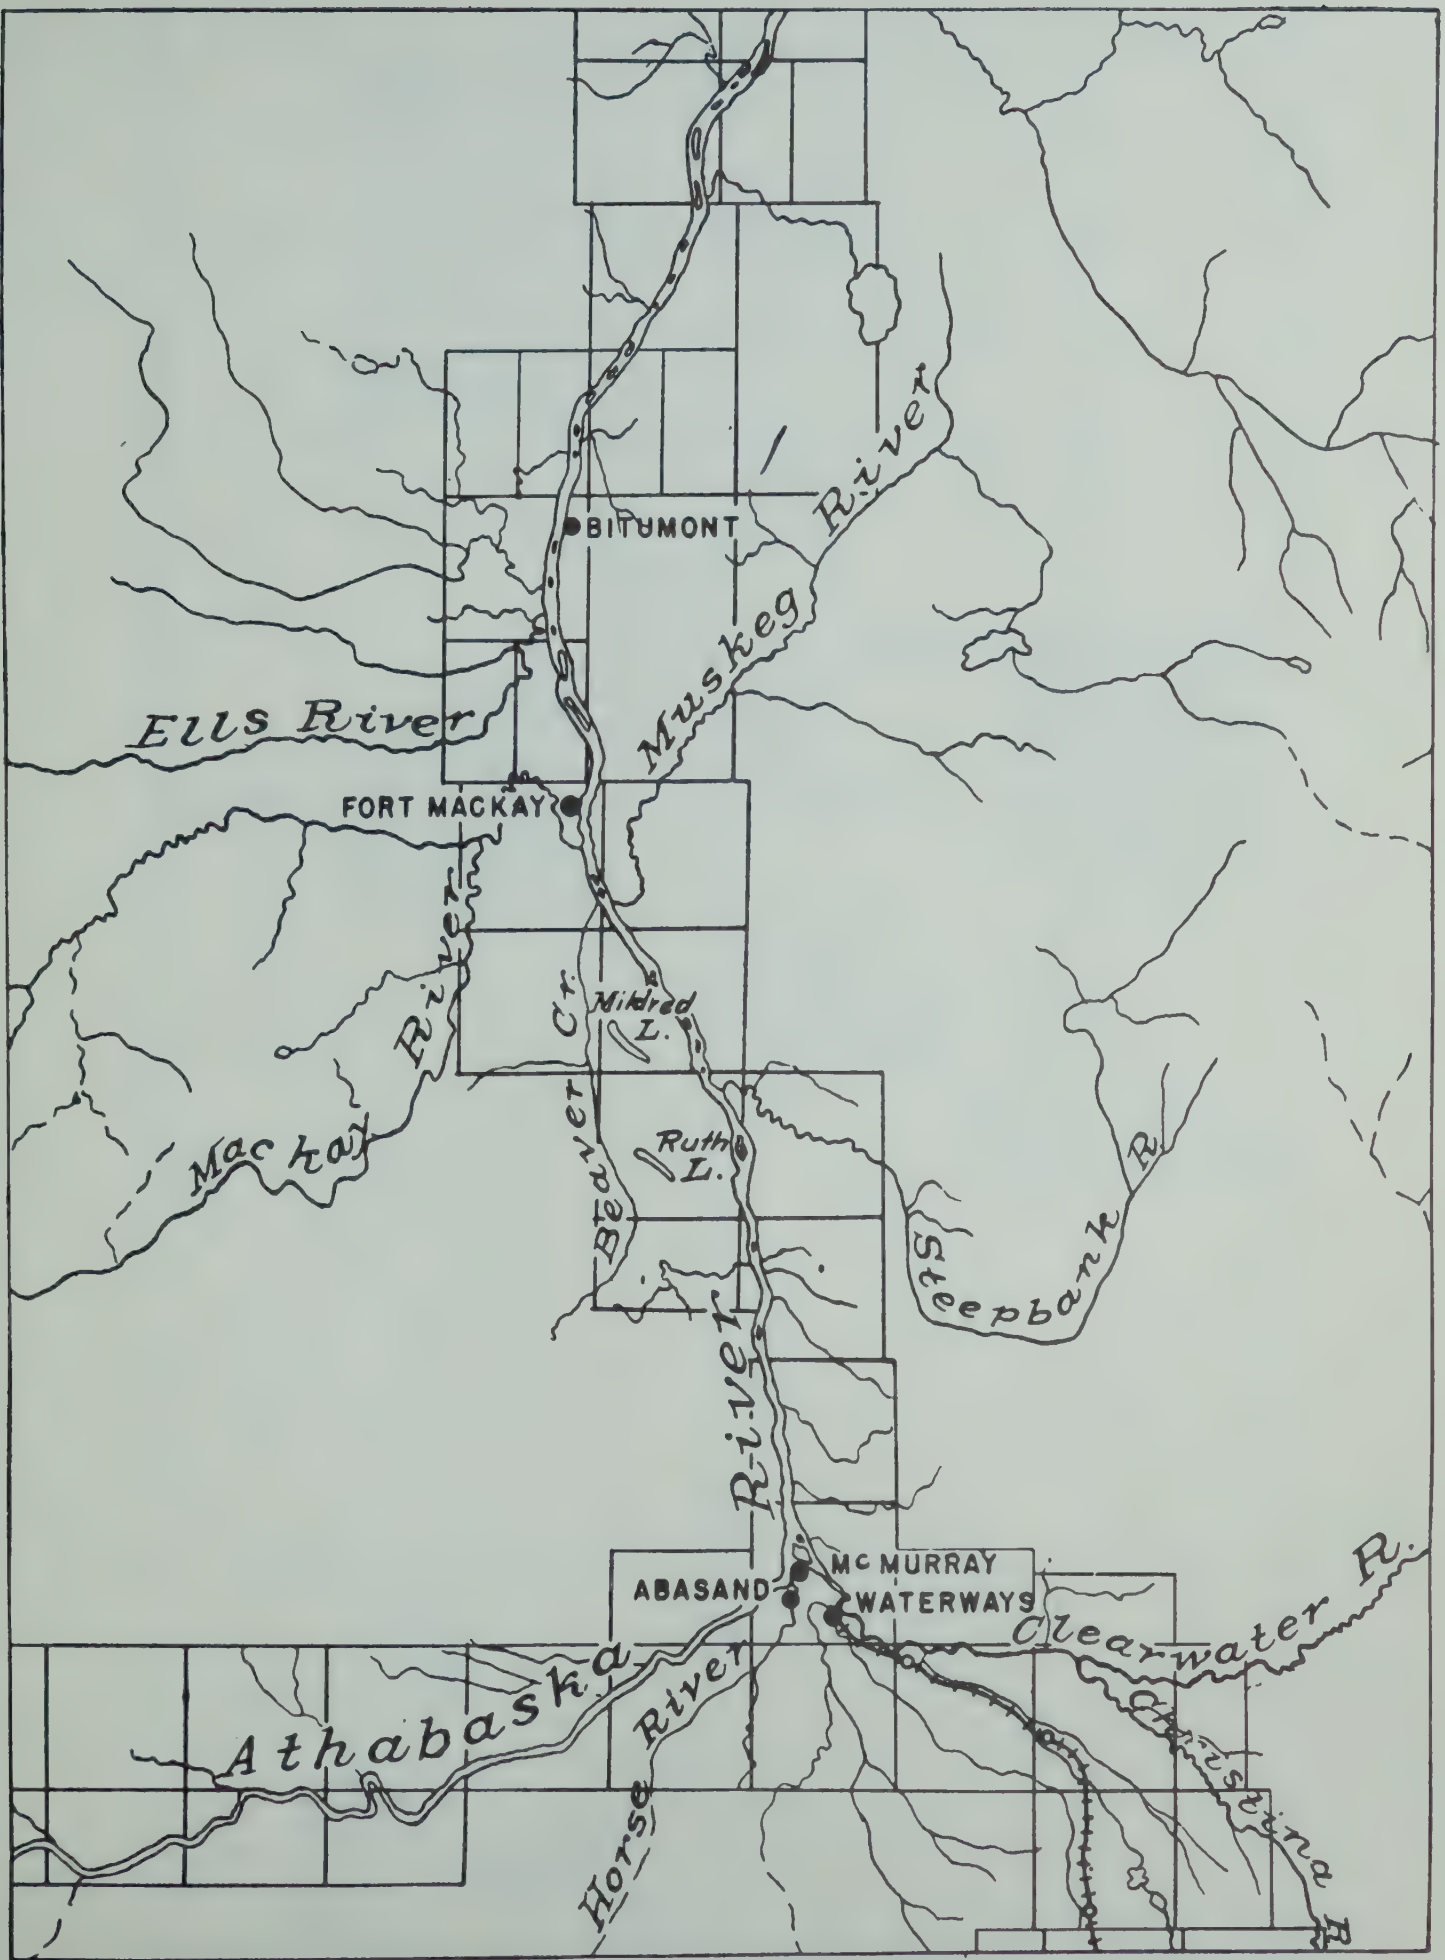 BITUMONT
Muskeg River
Ells River
FORT MACKAY
Mackay River
Beaver Cr.
Mildred
L.
Ruth
L.
Steepbank R.
Athabaska River
McMURRAY
ABASAND
WATERWAYS
Clearwater R.
Christina R
Horse River